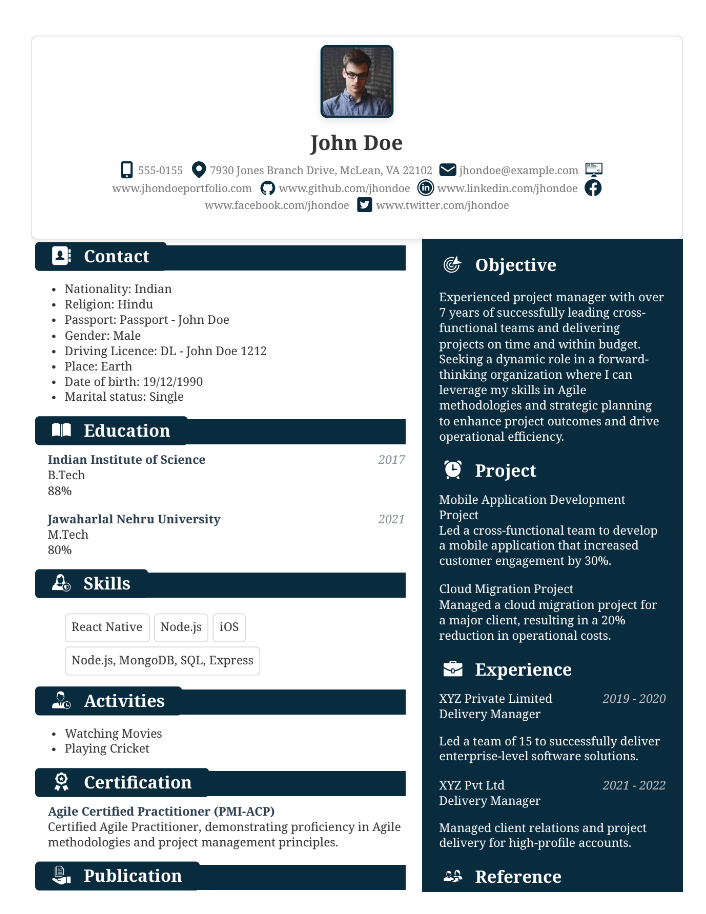 John Doe
555-0155 7930 Jones Branch Drive, McLean, VA 22102 jhondoe@example.com
www.jhondoeportfolio.com www.github.com/jhondoe www.linkedin.com/jhondoe
www.facebook.com/jhondoe www.twitter.com/jhondoe
Contact
• Nationality: Indian
• Religion: Hindu
• Passport: Passport - John Doe
• Gender: Male
• Driving Licence: DL - John Doe 1212
• Place: Earth
• Date of birth: 19/12/1990
• Marital status: Single
Education
Indian Institute of Science 2017
B.Tech
88%
Jawaharlal Nehru University 2021
M.Tech
80%
Skills
React Native Node.js iOS
Node.js, MongoDB, SQL, Express
Activities
• Watching Movies
• Playing Cricket
Certification
Agile Certified Practitioner (PMI-ACP)
Certified Agile Practitioner, demonstrating proficiency in Agile
methodologies and project management principles.
Publication
Objective
Experienced project manager with over
7 years of successfully leading cross-
functional teams and delivering
projects on time and within budget.
Seeking a dynamic role in a forward-
thinking organization where I can
leverage my skills in Agile
methodologies and strategic planning
to enhance project outcomes and drive
operational efficiency.
Project
Mobile Application Development
Project
Led a cross-functional team to develop
a mobile application that increased
customer engagement by 30%.
Cloud Migration Project
Managed a cloud migration project for
a major client, resulting in a 20%
reduction in operational costs.
Experience
XYZ Private Limited 2019 - 2020
Delivery Manager
Led a team of 15 to successfully deliver
enterprise-level software solutions.
XYZ Pvt Ltd 2021 - 2022
Delivery Manager
Managed client relations and project
delivery for high-profile accounts.
Reference